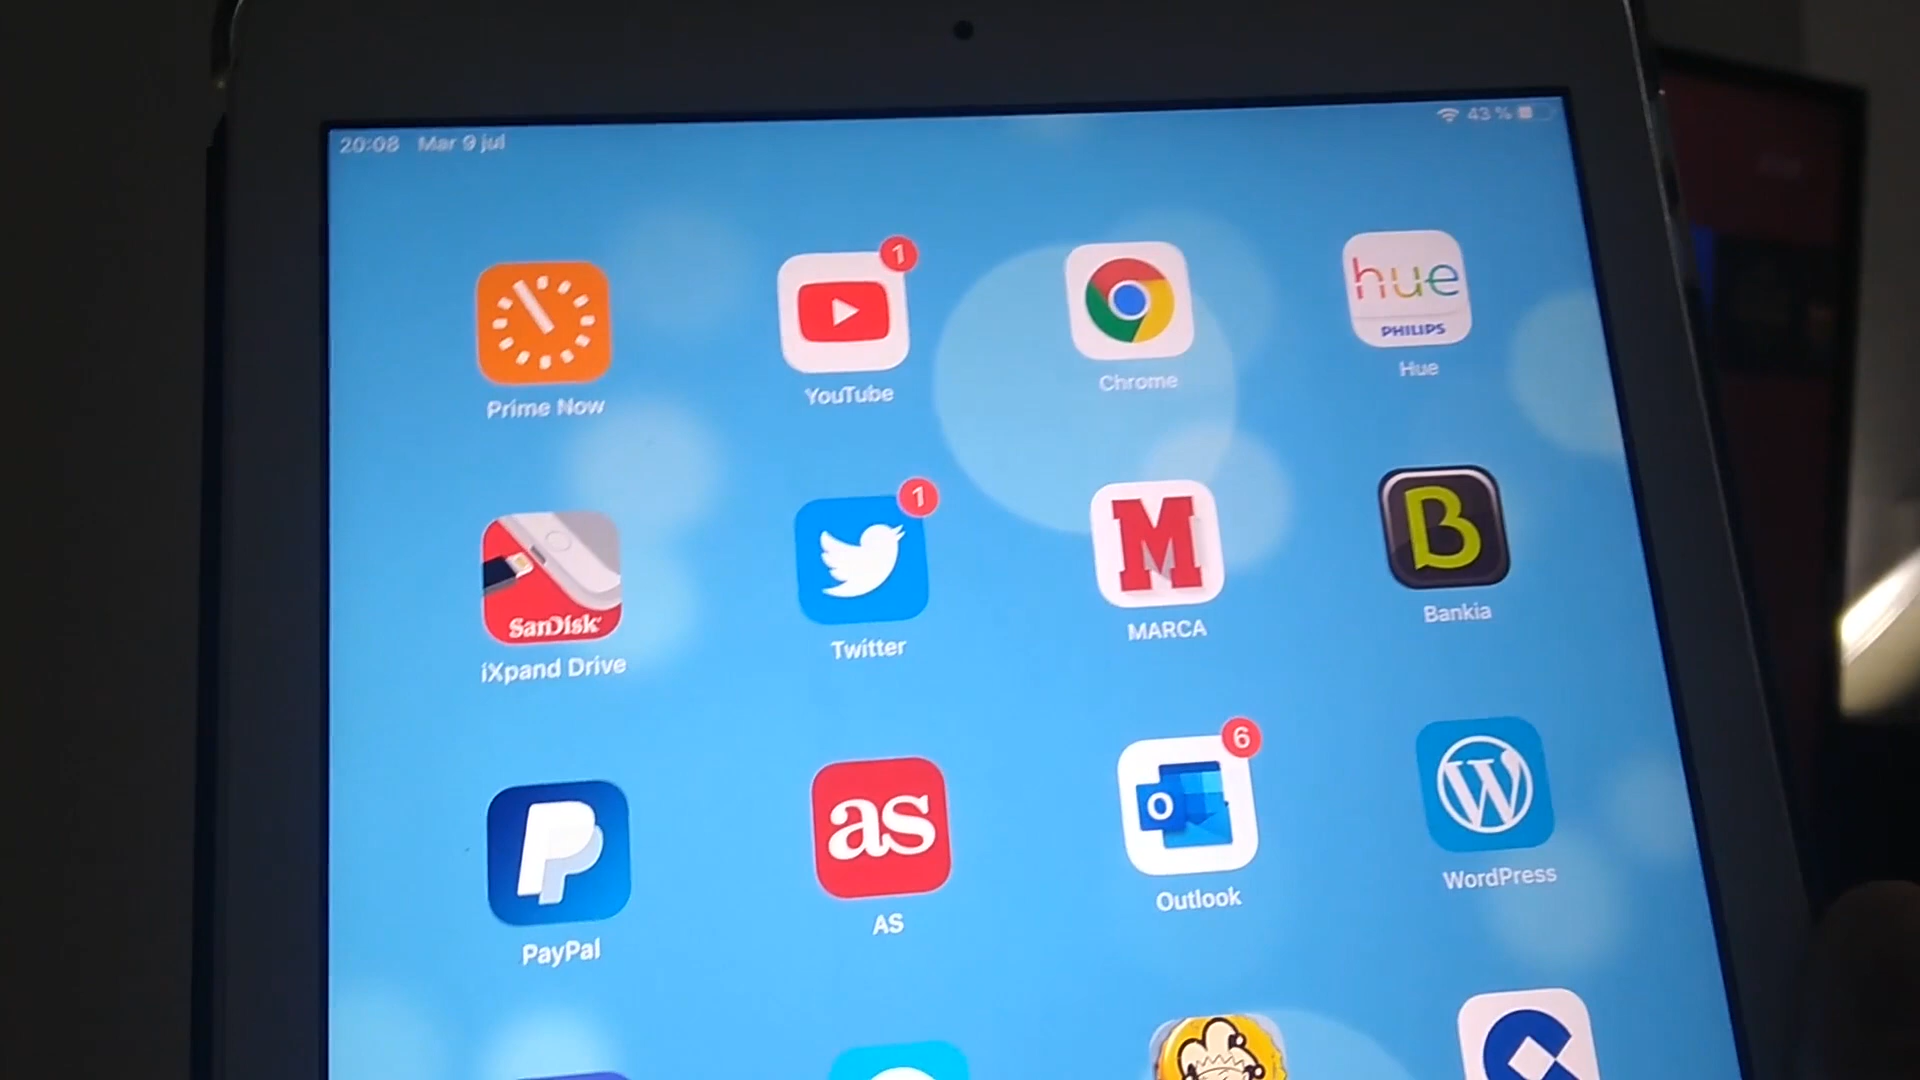 20:08 Mar 9 jul
43 %
1
hue
PHILIPS
Prime Now
YouTube
Chrome
Hue
1
M
B
SanDisk
iXpand Drive
Twitter
MARCA
Bankia
6
as
O
W
P
PayPal
AS
Outlook
WordPress